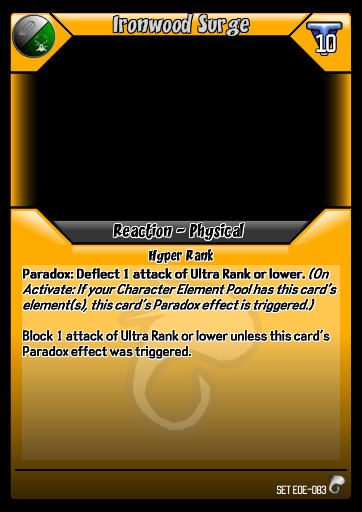 Ironwood Surge
10
Reaction - Physical
Hyper Rank
Paradox: Deflect 1 attack of Ultra Rank or lower. (On
Activate: If your Character Element Pool has this card's
element(s), this card's Paradox effect is triggered.)
Block 1 attack of Ultra Rank or lower unless this card's
Paradox effect was triggered.
SET EOE-083